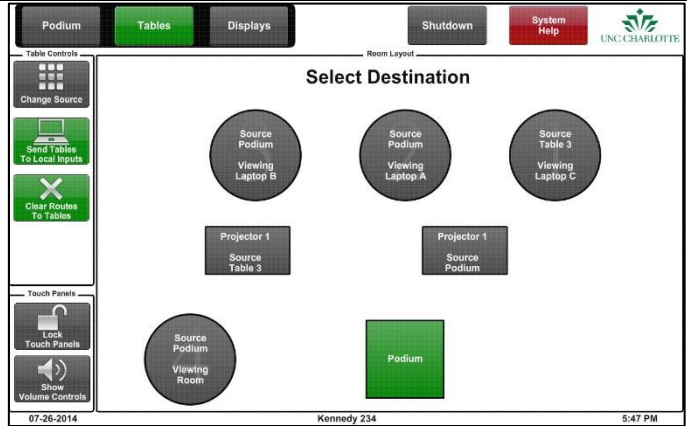 Podium
Tables
Displays
Shutdown
System
Help
UNC CHARLOTTE
Table Controls
Room Layout
Change Source
Send Tables
To Local Inputs
Clear Routes
To Tables
Select Destination
Source
Podium
Viewing
Laptop B
Source
Podium
Viewing
Laptop A
Source
Table 3
Viewing
Laptop C
Projector 1
Source
Table 3
Projector 1
Source
Podium
Touch Panels
Lock
Touch Panels
Show
Volume Controls
Source
Podium
Viewing
Room
Podium
07-26-2014
Kennedy 234
5:47 PM